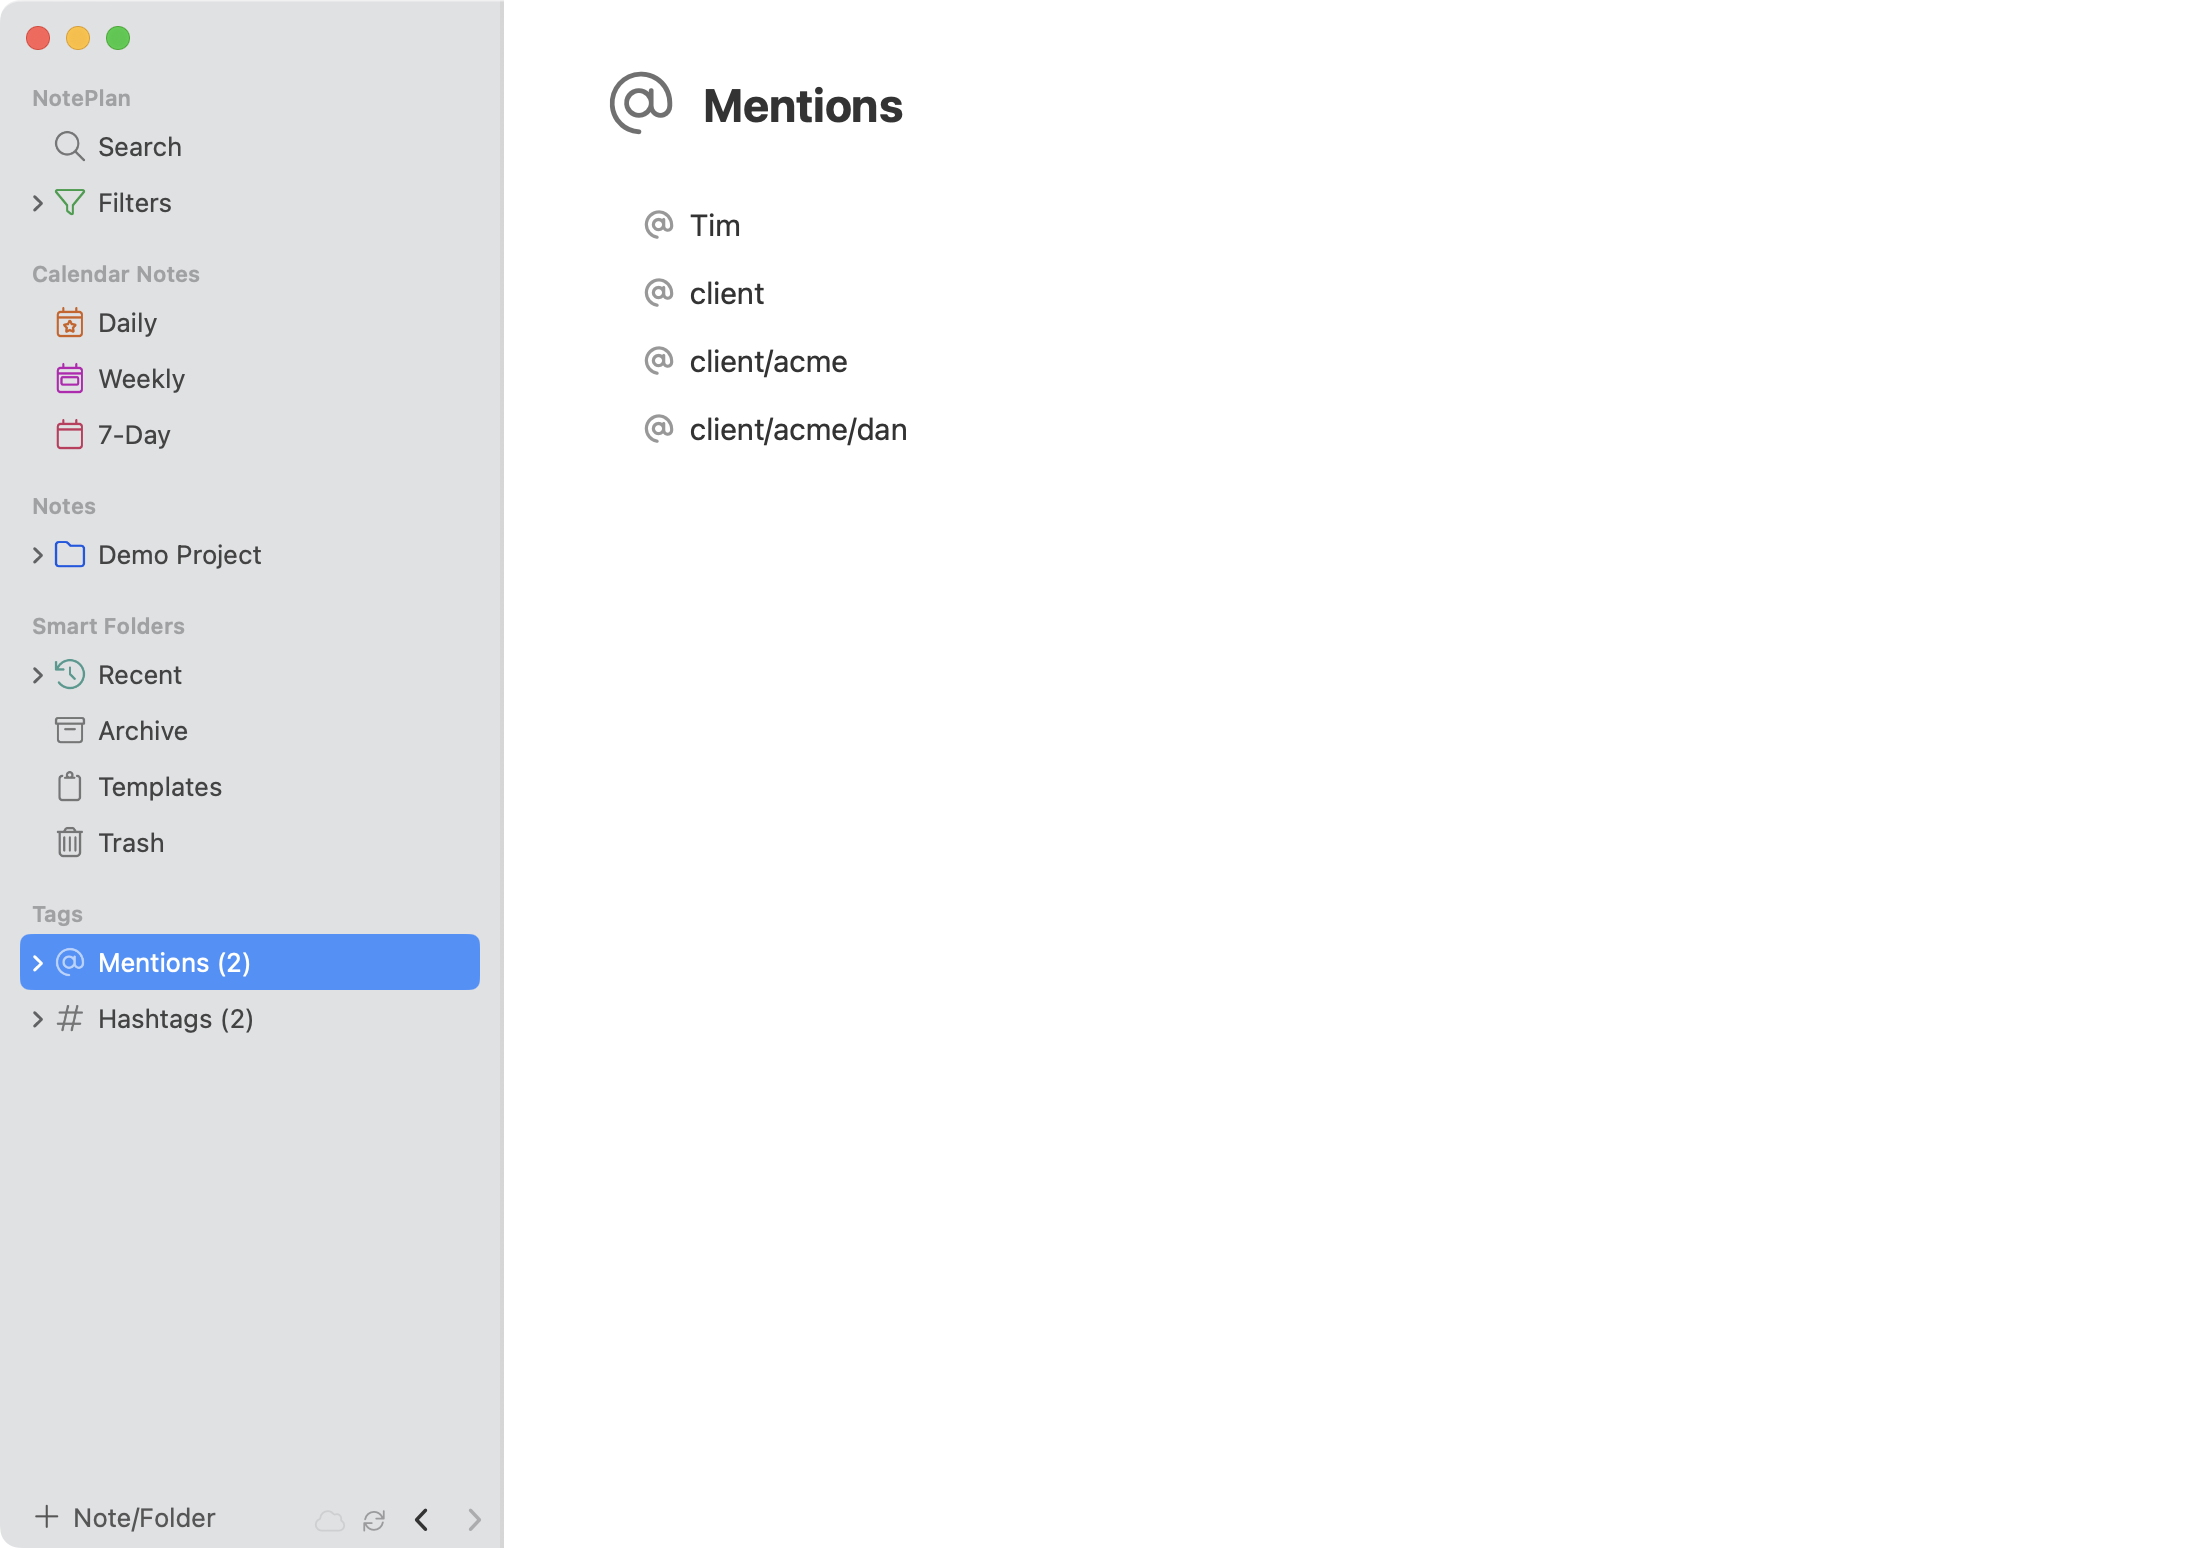 NotePlan
Search
Filters
Calendar Notes
Daily
Weekly
7-Day
Notes
Demo Project
Smart Folders
Recent
Archive
Templates
Trash
Tags
@ Mentions (2)
# Hashtags (2)
+ Note/Folder
@ Mentions
@ Tim
@ client
@ client/acme
@ client/acme/dan